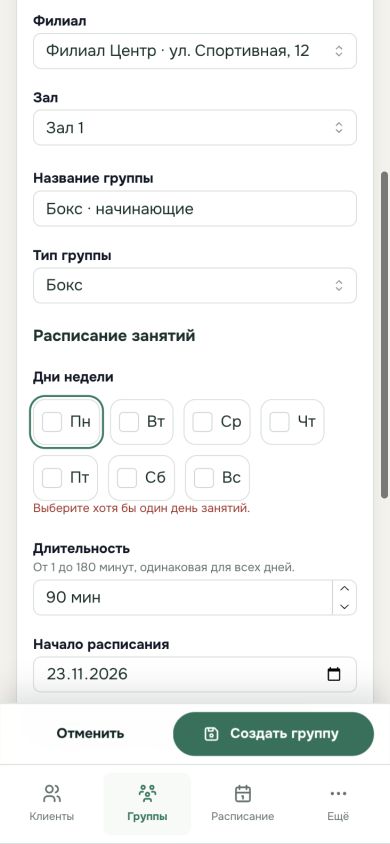 Филиал
Филиал Центр · ул. Спортивная, 12
Зал
Зал 1
Название группы
Бокс · начинающие
Тип группы
Бокс
Расписание занятий
Дни недели
Пн Вт Ср Чт
Пт Сб Вс
Выберите хотя бы один день занятий.
Длительность
От 1 до 180 минут, одинаковая для всех дней.
90 мин
Начало расписания
23.11.2026
Отменить Создать группу
Клиенты Группы Расписание Ещё